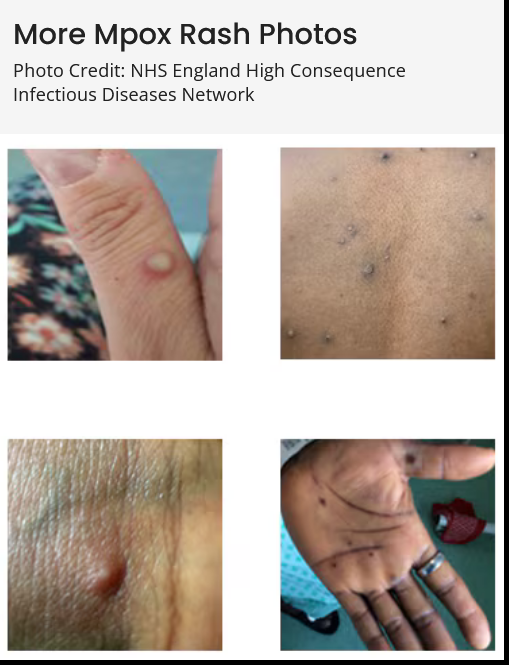 More Mpox Rash Photos
Photo Credit: NHS England High Consequence
Infectious Diseases Network